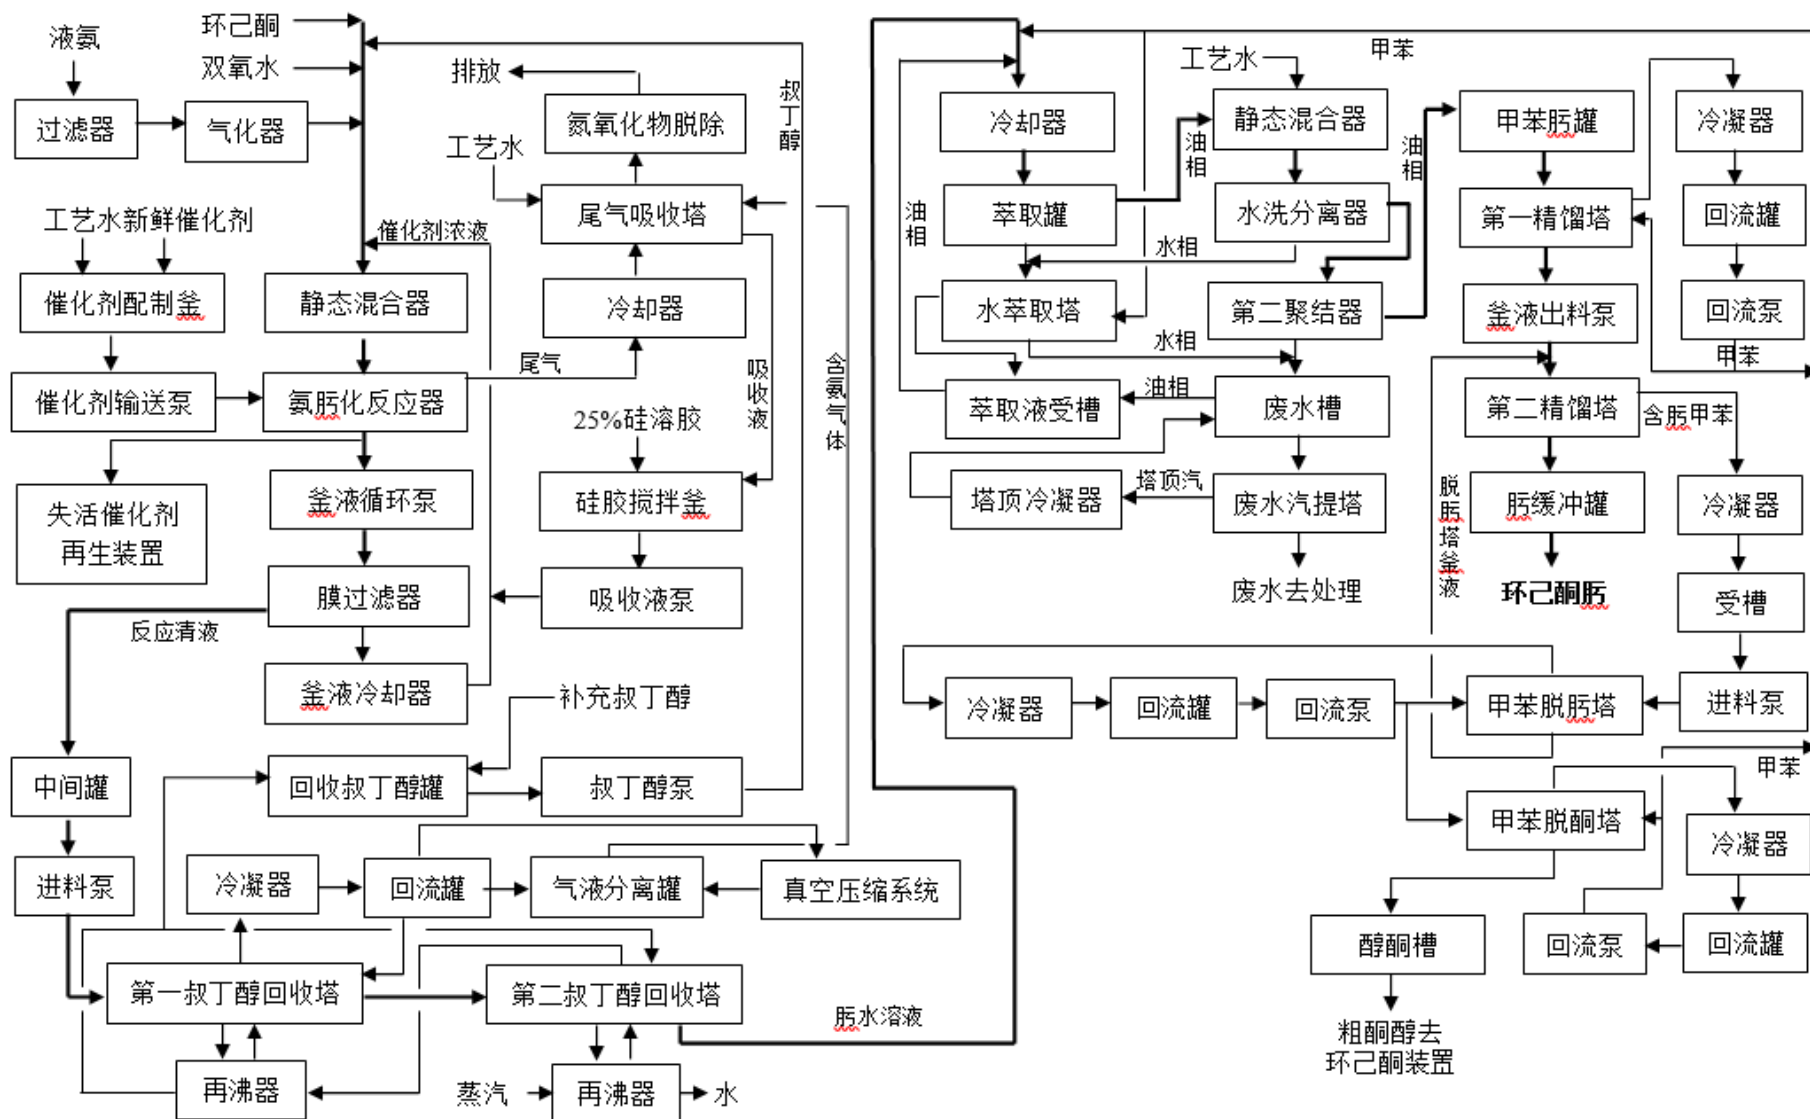 液氨
环己酮
双氧水
过滤器
气化器
排放
氮氧化物脱除
叔丁醇
工艺水
尾气吸收塔
工艺水
新鲜催化剂
催化剂浓液
催化剂配制釜
静态混合器
冷却器
尾气
吸收液
含氨气体
催化剂输送泵
氨肟化反应器
25%硅溶胶
失活催化剂
再生装置
釜液循环泵
硅胶搅拌釜
膜过滤器
吸收液泵
反应清液
釜液冷却器
补充叔丁醇
中间罐
回收叔丁醇罐
叔丁醇泵
进料泵
冷凝器
回流罐
气液分离罐
真空压缩系统
第一叔丁醇回收塔
第二叔丁醇回收塔
肟水溶液
再沸器
蒸汽
再沸器
水
甲苯
工艺水
冷却器
静态混合器
甲苯肟罐
冷凝器
油相
油相
萃取罐
水洗分离器
第一精馏塔
回流罐
油相
水相
水萃取塔
第二聚结器
釜液出料泵
回流泵
水相
甲苯
萃取液受槽
油相
废水槽
第二精馏塔
含肟甲苯
塔顶冷凝器
塔顶汽
废水汽提塔
脱肟塔釜液
肟缓冲罐
冷凝器
废水去处理
环己酮肟
受槽
冷凝器
回流罐
回流泵
甲苯脱肟塔
进料泵
甲苯
甲苯脱酮塔
冷凝器
醇酮槽
回流泵
回流罐
粗酮醇去
环己酮装置